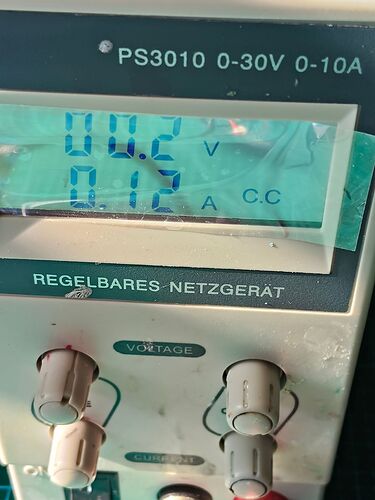 PS3010 0-30V 0-10A
00.2 V
0.12 A C.C
REGELBARES NETZGERÄT
VOLTAGE
CURRENT